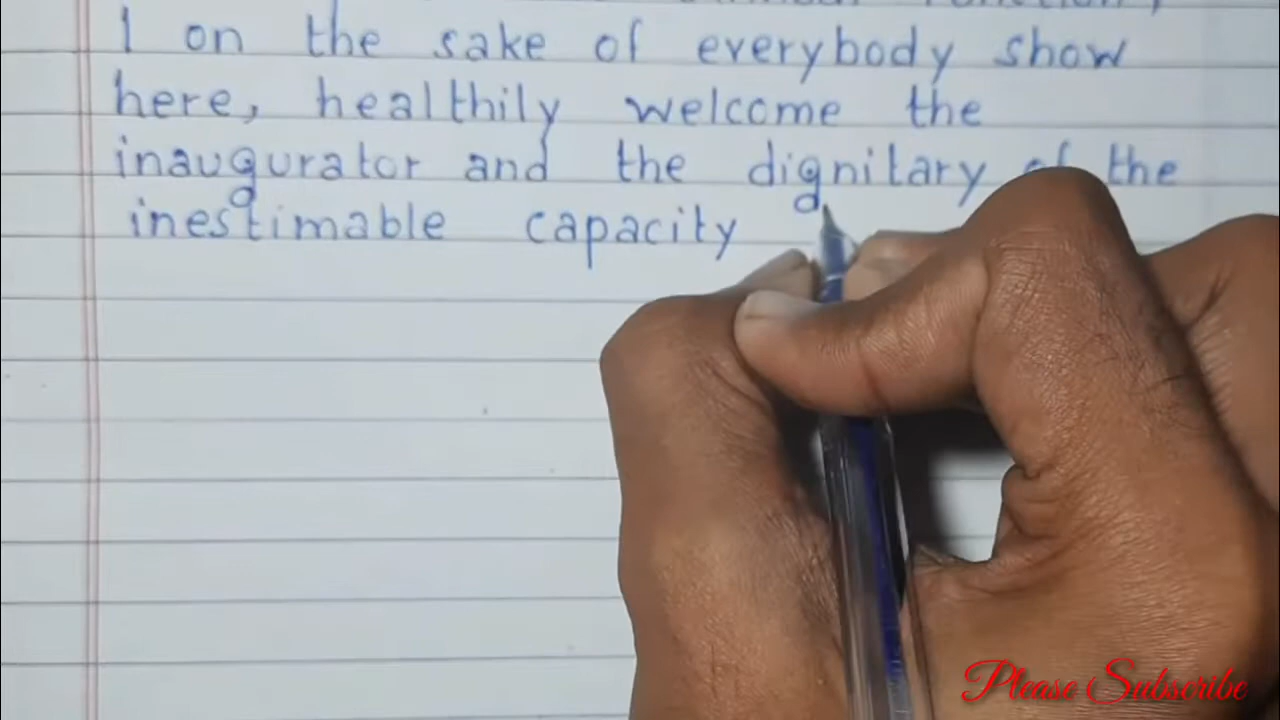 I on the sake of everybody show
here, healthily welcome the
inaugurator and the dignitary of the
inestimable capacity
Please Subscribe